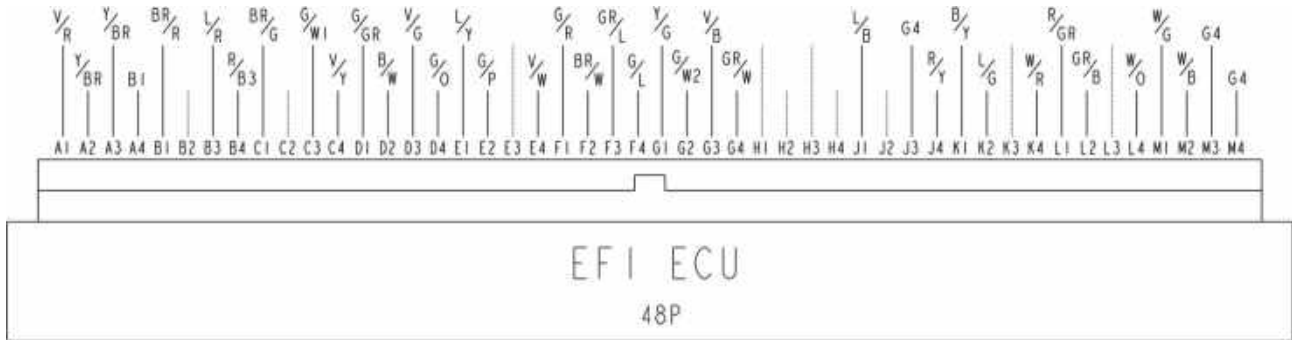 V/R Y/BR BR/R L/R BR/G G/W1 G/GR V/G L/Y G/R GR/L Y/G V/B L/B G4 B/Y R/GR W/G G4
Y/BR B1 R/B3 V/Y B/W G/O G/P V/W BR/W G/L G/W2 GR/W R/Y L/G W/R GR/B W/O W/B G4
A1 A2 A3 A4 B1 B2 B3 B4 C1 C2 C3 C4 D1 D2 D3 D4 E1 E2 E3 E4 F1 F2 F3 F4 G1 G2 G3 G4 H1 H2 H3 H4 J1 J2 J3 J4 K1 K2 K3 K4 L1 L2 L3 L4 M1 M2 M3 M4
EFI ECU
48P